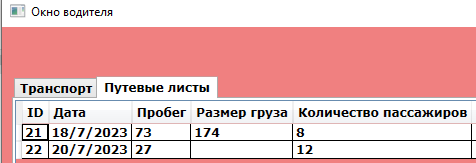 Окно водителя
Транспорт Путевые листы
ID Дата Пробег Размер груза Количество пассажиров
21 18/7/2023 73 174 8
22 20/7/2023 27 12